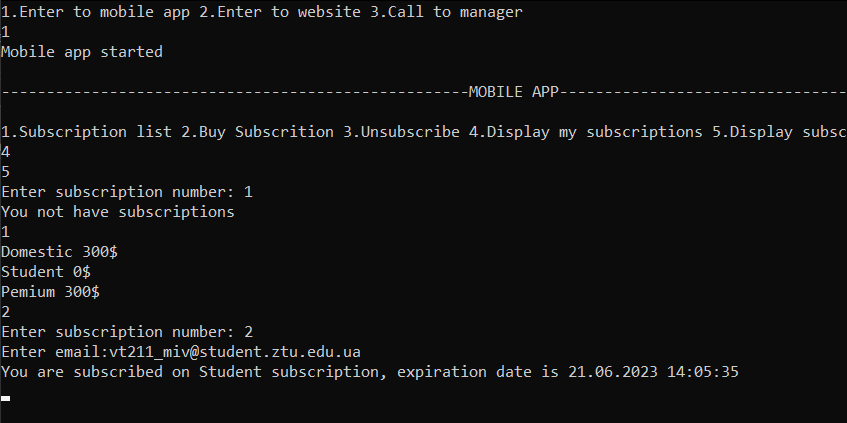 1.Enter to mobile app 2.Enter to website 3.Call to manager
1
Mobile app started
----------------------------------------------------MOBILE APP--------------------------------
1.Subscription list 2.Buy Subscrition 3.Unsubscribe 4.Display my subscriptions 5.Display subsc
4
5
Enter subscription number: 1
You not have subscriptions
1
Domestic 300$
Student 0$
Pemium 300$
2
Enter subscription number: 2
Enter email:vt211_miv@student.ztu.edu.ua
You are subscribed on Student subscription, expiration date is 21.06.2023 14:05:35